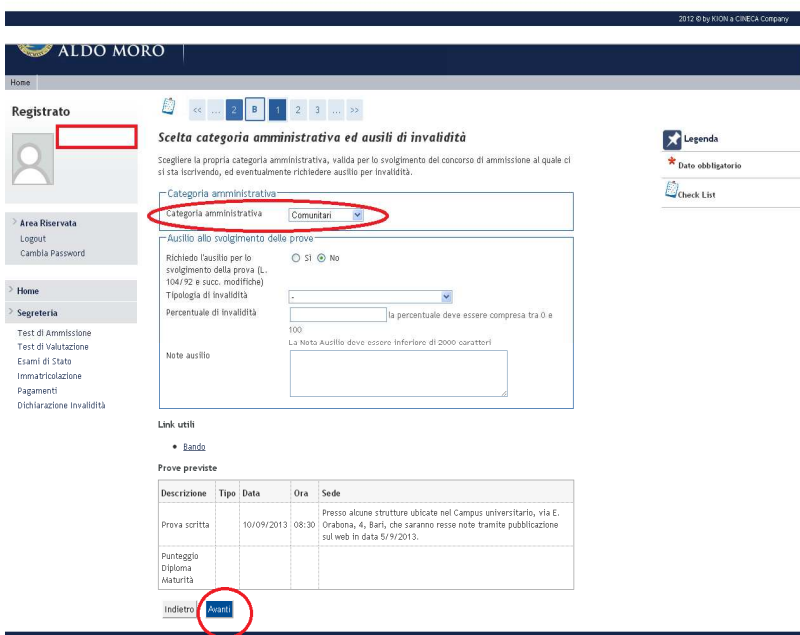 2012 © by KION a CINECA Company
ALDO MORO
Home
Registrato
<< ... 2 B 1 2 3 ... >>
Scelta categoria amministrativa ed ausili di invalidità
Scegliere la propria categoria amministrativa, valida per lo svolgimento del concorso di ammissione al quale ci
si sta iscrivendo, ed eventualmente richiedere ausilio per invalidità.
Categoria amministrativa
Categoria amministrativa Comunitari
Ausilio allo svolgimento delle prove
Richiedo l'ausilio per lo
svolgimento della prova (L.
104/92 e succ. modifiche)
Sì No
Tipologia di invalidità -
Percentuale di invalidità
la percentuale deve essere compresa tra 0 e
100
La Nota Ausilio deve essere inferiore di 2000 caratteri
Note ausilio
Legenda
* Dato obbligatorio
Check List
> Area Riservata
Logout
Cambia Password
> Home
> Segreteria
Test di Ammissione
Test di Valutazione
Esami di Stato
Immatricolazione
Pagamenti
Dichiarazione Invalidità
Link utili
• Bando
Prove previste
Descrizione Tipo Data Ora Sede
Prova scritta 10/09/2013 08:30
Presso alcune strutture ubicate nel Campus universitario, via E.
Orabona, 4, Bari, che saranno resse note tramite pubblicazione
sul web in data 5/9/2013.
Punteggio
Diploma
Maturità
Indietro Avanti